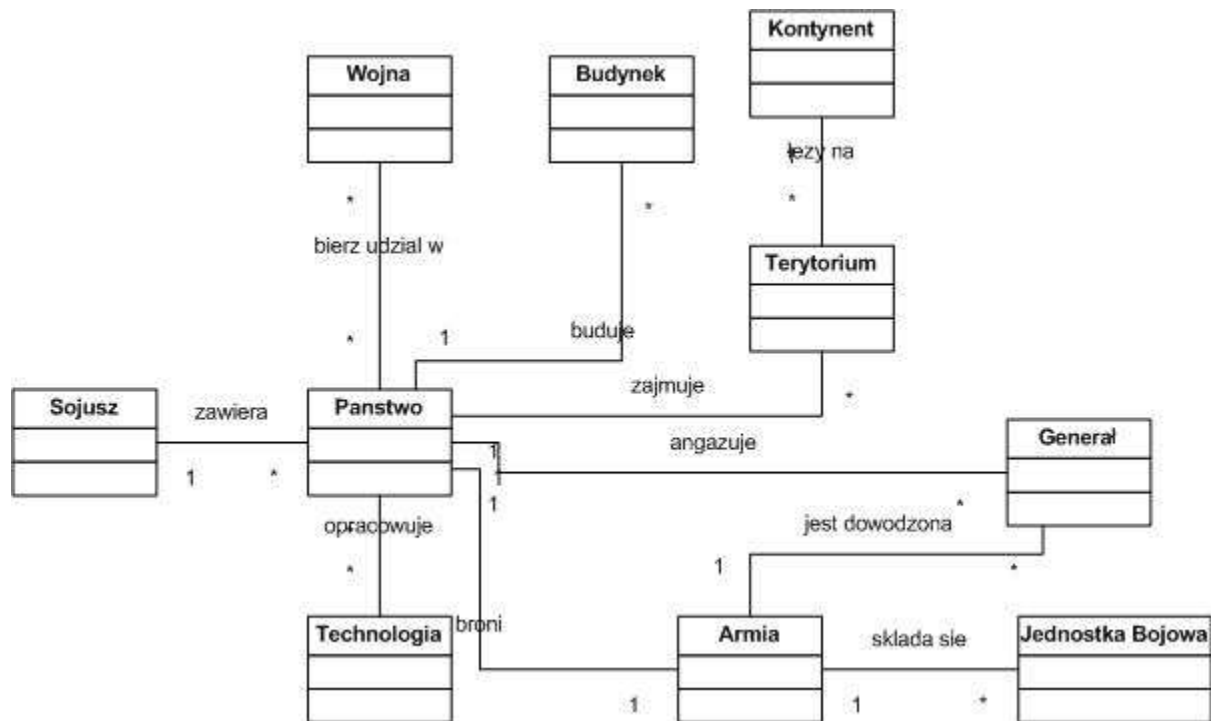 Kontynent
Wojna
Budynek
lezy na
*
*
*
*
bierz udzial w
Terytorium
*
1
buduje
zajmuje
*
Sojusz
zawiera
Panstwo
angazuje
Generał
1
1
*
1
*
opracowuje
*
jest dowodzona
*
1
*
Technologia
broni
Armia
sklada sie
Jednostka Bojowa
1
1
*